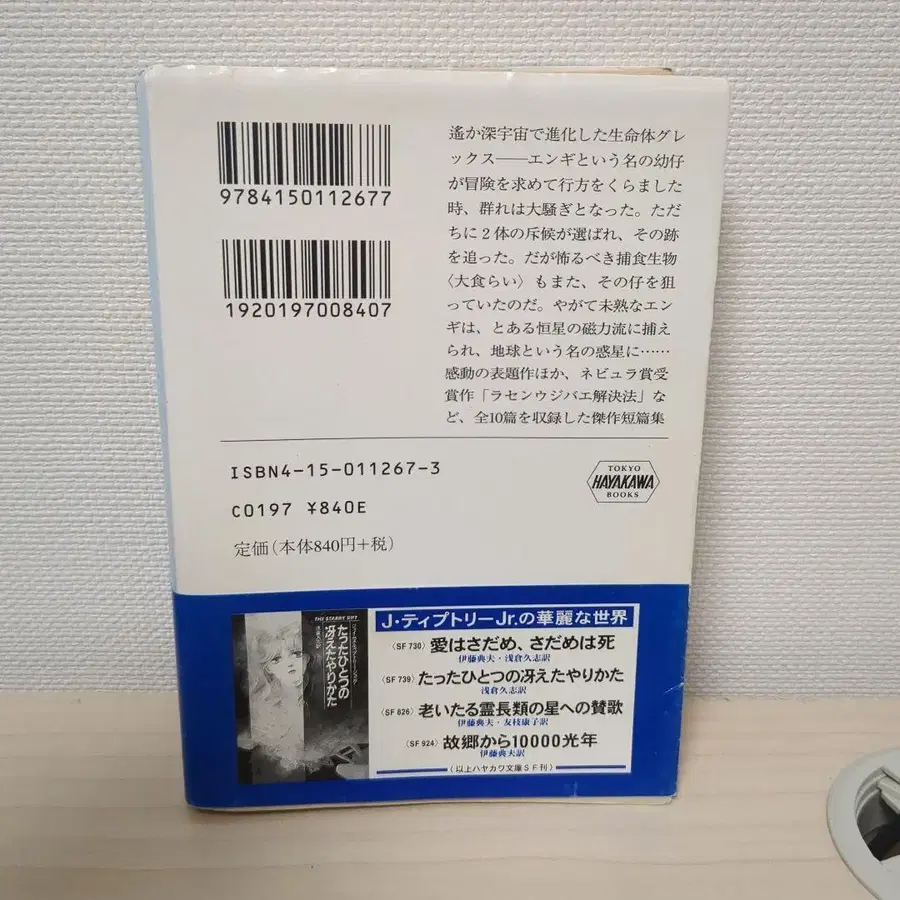 9784150112677
1920197008407
遙か深宇宙で進化した生命体グレ
ックス――エンギという名の幼仔
が冒険を求めて行方をくらました
時、群れは大騒ぎとなった。ただ
ちに２体の斥候が選ばれ、その跡
を追った。だが怖るべき捕食生物
〈大食らい〉もまた、その仔を狙
っていたのだ。やがて未熟なエン
ギは、とある恒星の磁力流に捕え
られ、地球という名の惑星に……
感動の表題作ほか、ネビュラ賞受
賞作「ラセンウジバエ解決法」な
ど、全10篇を収録した傑作短篇集
ISBN4-15-011267-3
C0197 ¥840E
定価(本体840円+税)
TOKYO
HAYAKAWA
BOOKS
THE STARRY RIFT
たったひとつの
冴えたやりかた
浅倉久志訳
J・ティプトリーJr.の華麗な世界
〈SF 730〉愛はさだめ、さだめは死
伊藤典夫・浅倉久志訳
〈SF 739〉たったひとつの冴えたやりかた
浅倉久志訳
〈SF 826〉老いたる霊長類の星への賛歌
伊藤典夫・友枝康子訳
〈SF 924〉故郷から10000光年
伊藤典夫訳
〈以上ハヤカワ文庫ＳＦ刊〉